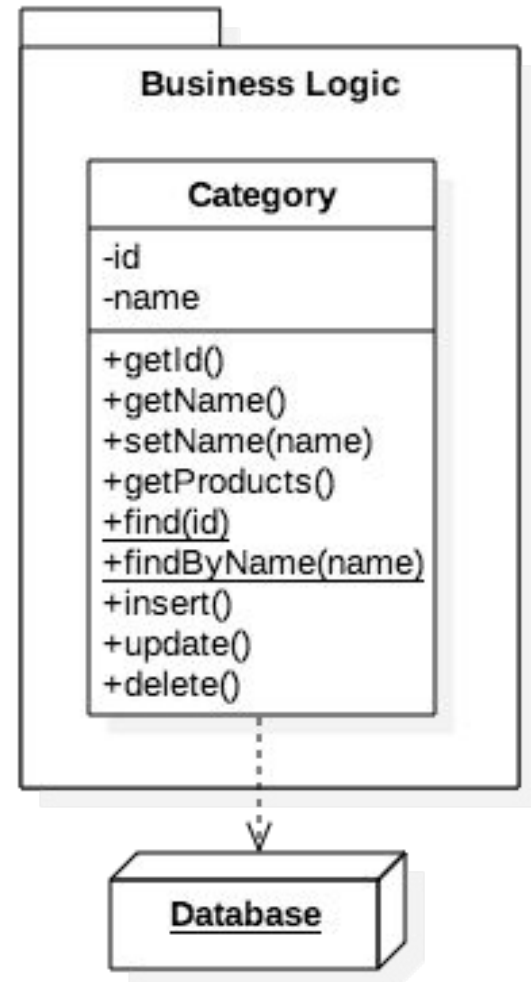 Business Logic
Category
-id
-name
+getId()
+getName()
+setName(name)
+getProducts()
+find(id)
+findByName(name)
+insert()
+update()
+delete()
Database